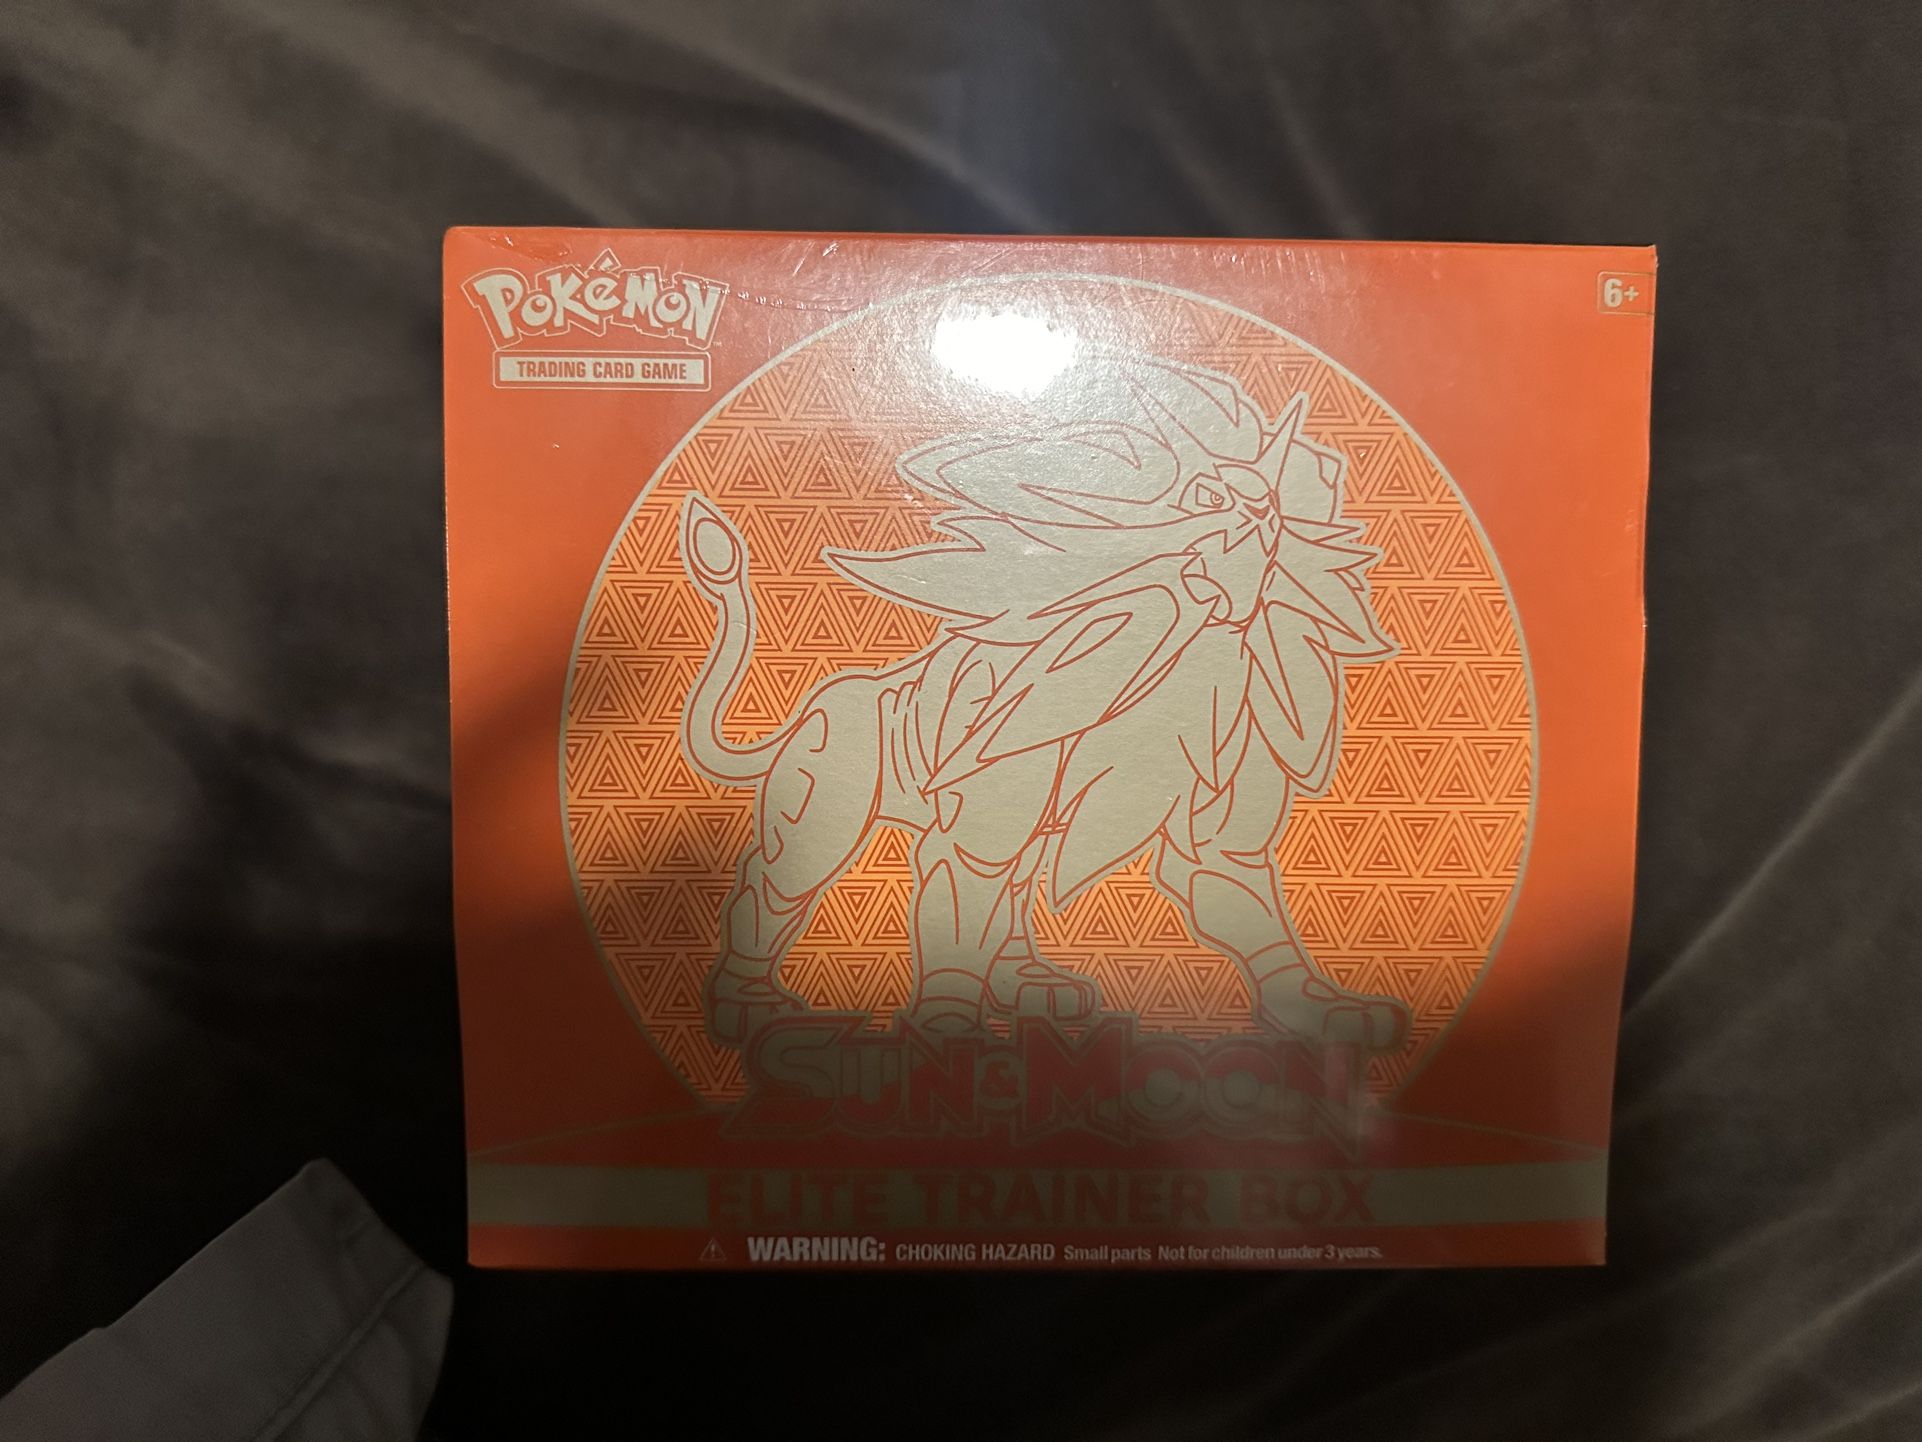 POKéMON
TRADING CARD GAME
6+
SUN & MOON
ELITE TRAINER BOX
WARNING: CHOKING HAZARD Small parts Not for children under 3 years.